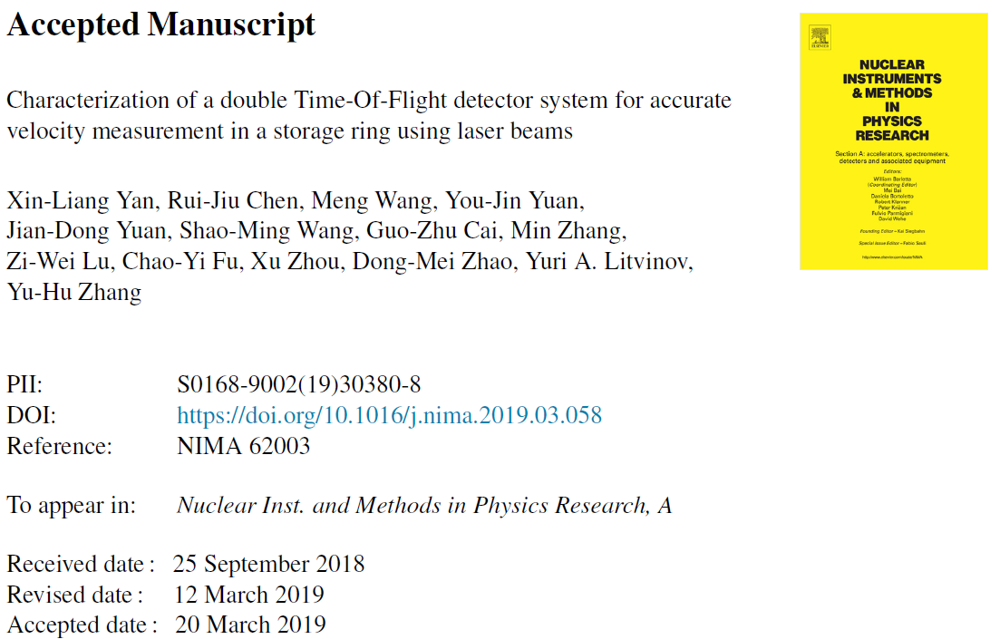 Accepted Manuscript
Characterization of a double Time-Of-Flight detector system for accurate
velocity measurement in a storage ring using laser beams
Xin-Liang Yan, Rui-Jiu Chen, Meng Wang, You-Jin Yuan,
Jian-Dong Yuan, Shao-Ming Wang, Guo-Zhu Cai, Min Zhang,
Zi-Wei Lu, Chao-Yi Fu, Xu Zhou, Dong-Mei Zhao, Yuri A. Litvinov,
Yu-Hu Zhang
PII: S0168-9002(19)30380-8
DOI: https://doi.org/10.1016/j.nima.2019.03.058
Reference: NIMA 62003
To appear in: Nuclear Inst. and Methods in Physics Research, A
Received date : 25 September 2018
Revised date : 12 March 2019
Accepted date : 20 March 2019
ELSEVIER
NUCLEAR
INSTRUMENTS
& METHODS
IN
PHYSICS
RESEARCH
Section A: accelerators, spectrometers,
detectors and associated equipment
Editors:
William Barletta
(Coordinating Editor)
Mei Bai
Daniela Bortoletto
Robert Klanner
Peter Križan
Fulvio Parmigiani
David Wehe
Founding Editor • Kai Siegbahn
Special Issue Editor • Fabio Sauli
http://www.elsevier.com/locate/NIMA